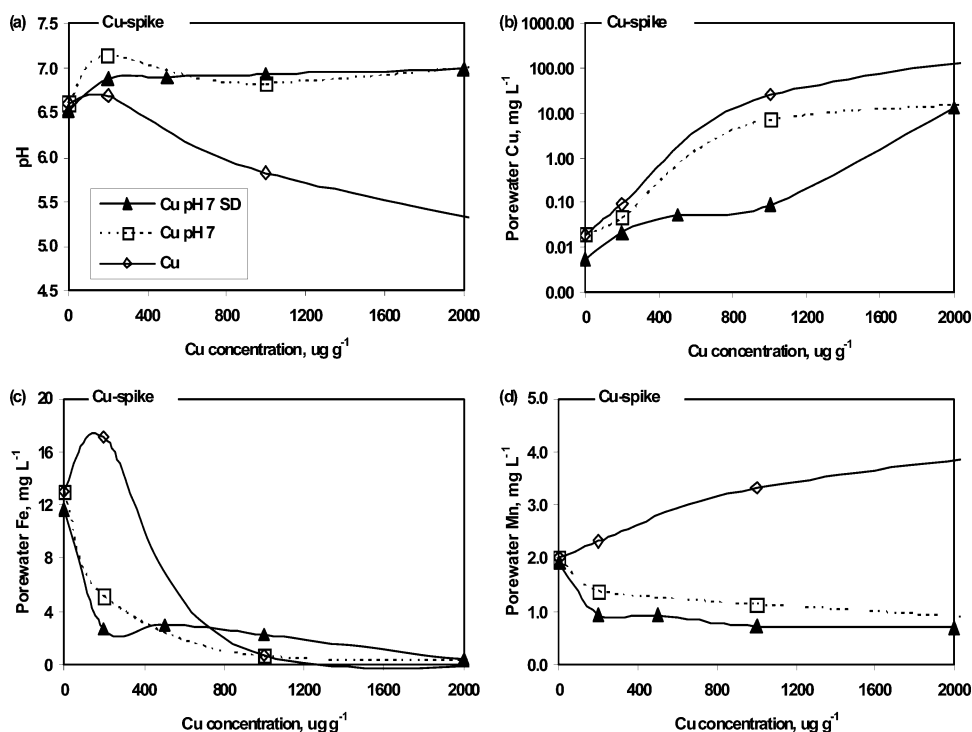 (a)
Cu-spike
7.5
7.0
6.5
6.0
5.5
5.0
4.5
pH
Cu pH 7 SD
Cu pH 7
Cu
0
400
800
1200
1600
2000
Cu concentration, ug g⁻¹
(b)
Cu-spike
1000.00
100.00
10.00
1.00
0.10
0.01
0.00
Porewater Cu, mg L⁻¹
0
400
800
1200
1600
2000
Cu concentration, ug g⁻¹
(c)
Cu-spike
20
16
12
8
4
0
Porewater Fe, mg L⁻¹
0
400
800
1200
1600
2000
Cu concentration, ug g⁻¹
(d)
Cu-spike
5.0
4.0
3.0
2.0
1.0
0.0
Porewater Mn, mg L⁻¹
0
400
800
1200
1600
2000
Cu concentration, ug g⁻¹